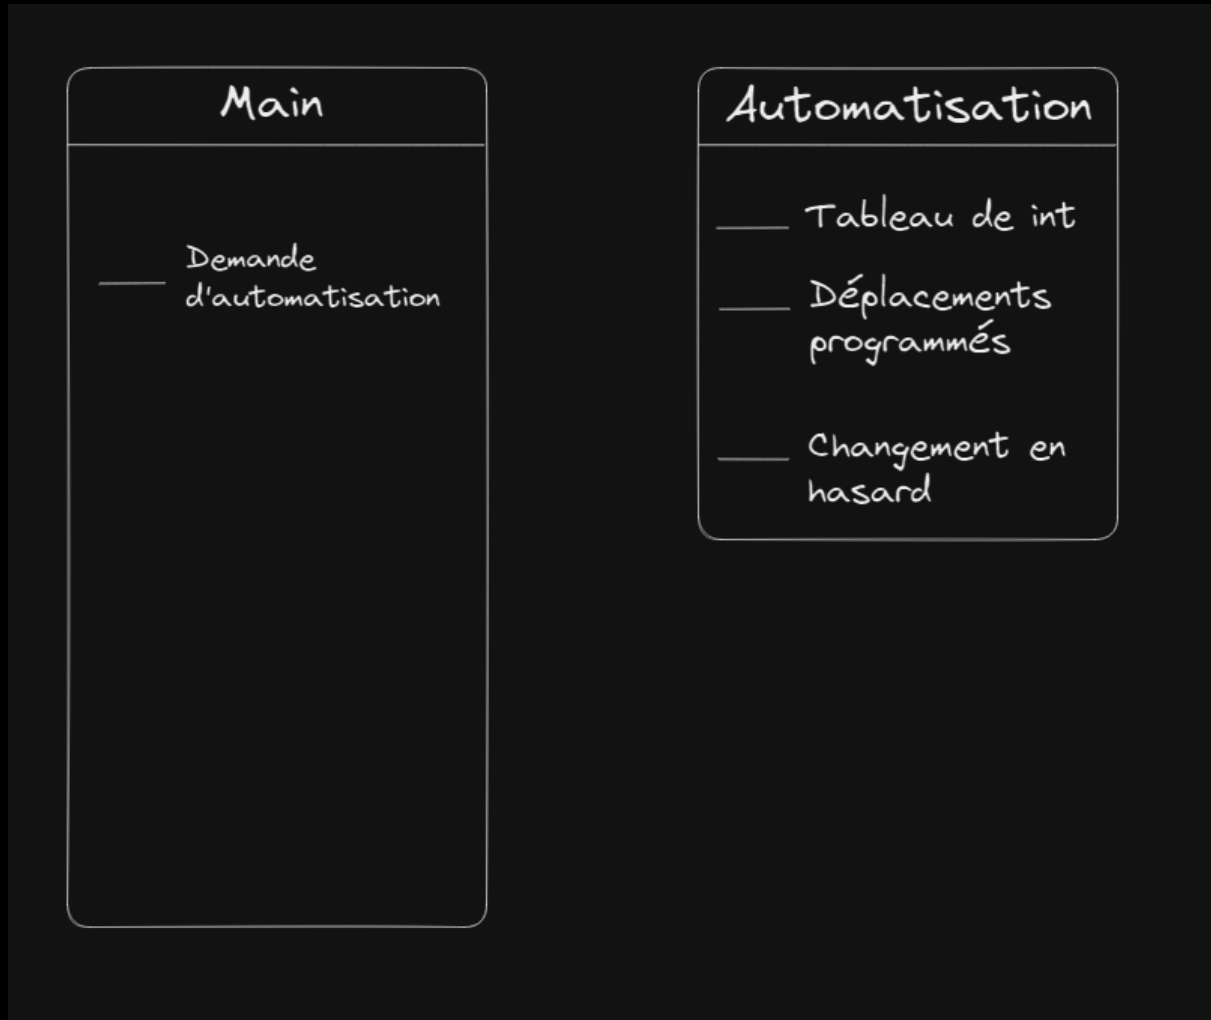 Main
Demande
d'automatisation
Automatisation
Tableau de int
Déplacements
programmés
Changement en
hasard